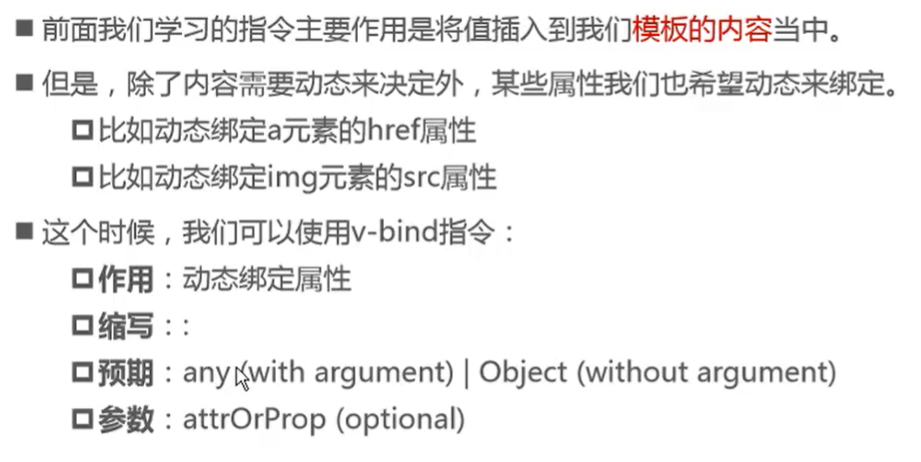 ■ 前面我们学习的指令主要作用是将值插入到我们模板的内容当中。
■ 但是，除了内容需要动态来决定外，某些属性我们也希望动态来绑定。
比如动态绑定a元素的href属性
比如动态绑定img元素的src属性
■ 这个时候，我们可以使用v-bind指令：
作用：动态绑定属性
缩写：:
预期：any (with argument) | Object (without argument)
参数：attrOrProp (optional)